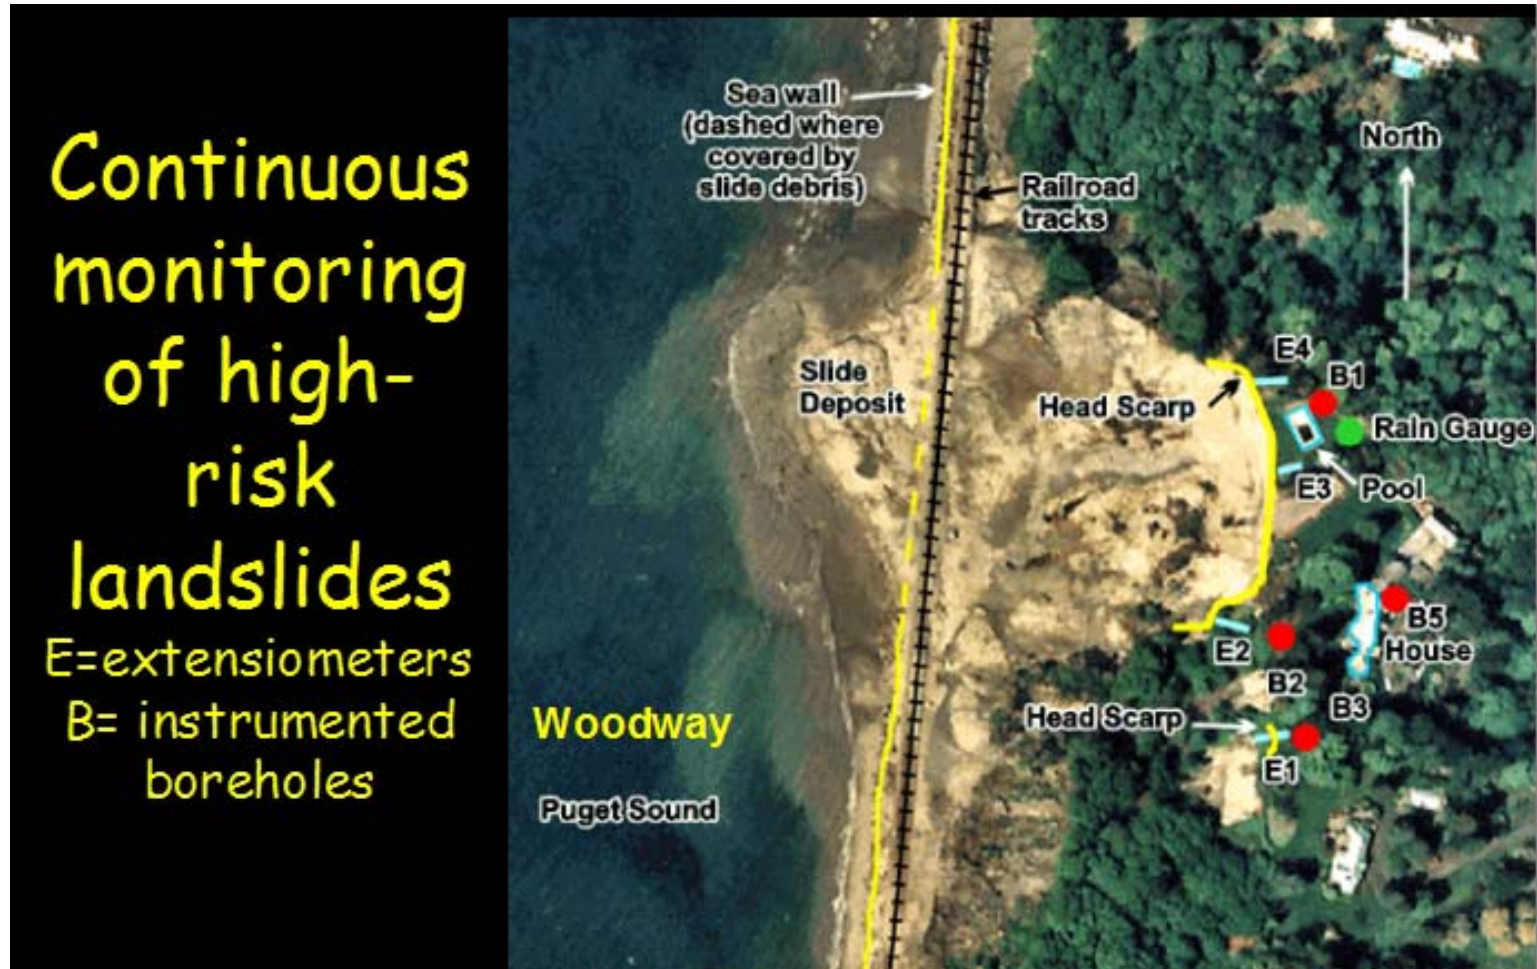 Continuous
monitoring
of high-
risk
landslides
E=extensiometers
B= instrumented
boreholes
Sea wall
(dashed where
covered by
slide debris)
Railroad
tracks
North
Slide
Deposit
Head Scarp
E4
B1
Rain Gauge
E3
Pool
B5
House
E2
B2
B3
Head Scarp
E1
Woodway
Puget Sound